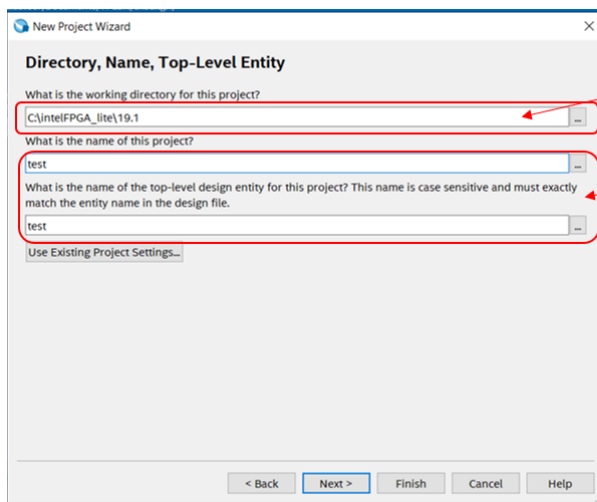 New Project Wizard
Directory, Name, Top-Level Entity
What is the working directory for this project?
C:\intelFPGA_lite\19.1
...
What is the name of this project?
test
...
What is the name of the top-level design entity for this project? This name is case sensitive and must exactly
match the entity name in the design file.
test
...
Use Existing Project Settings...
< Back Next > Finish Cancel Help